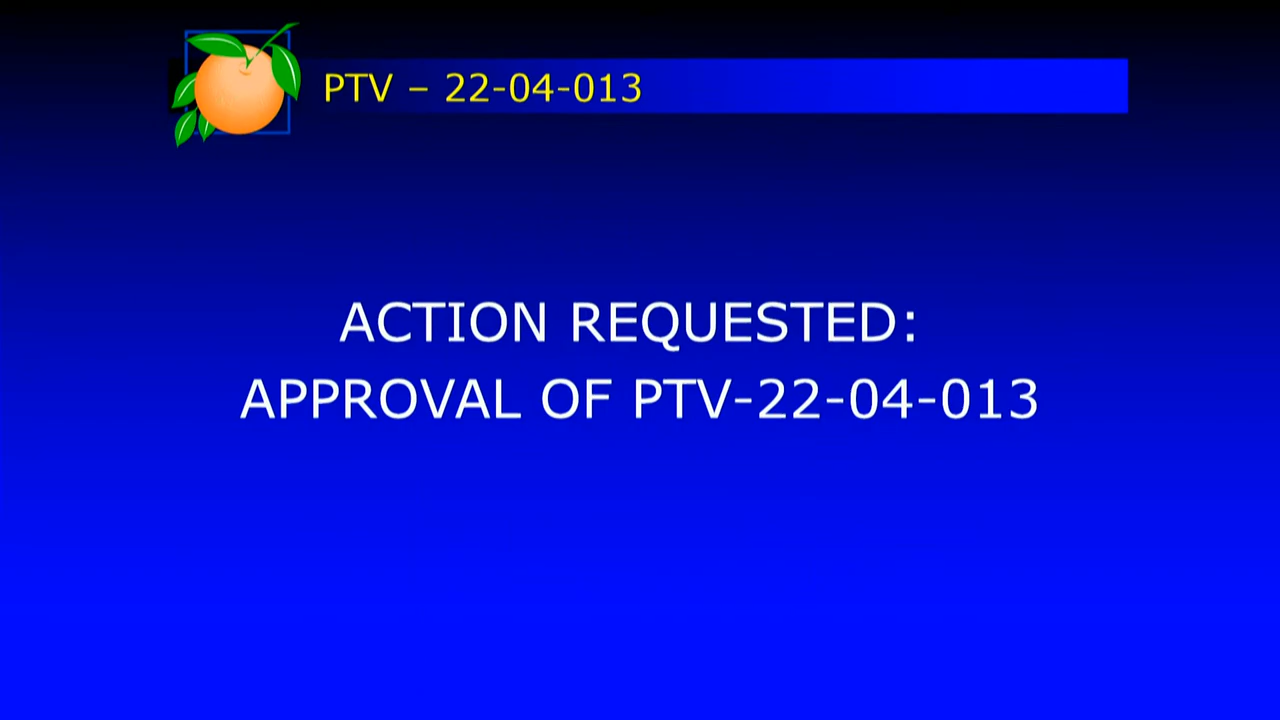 PTV – 22-04-013
ACTION REQUESTED:
APPROVAL OF PTV-22-04-013